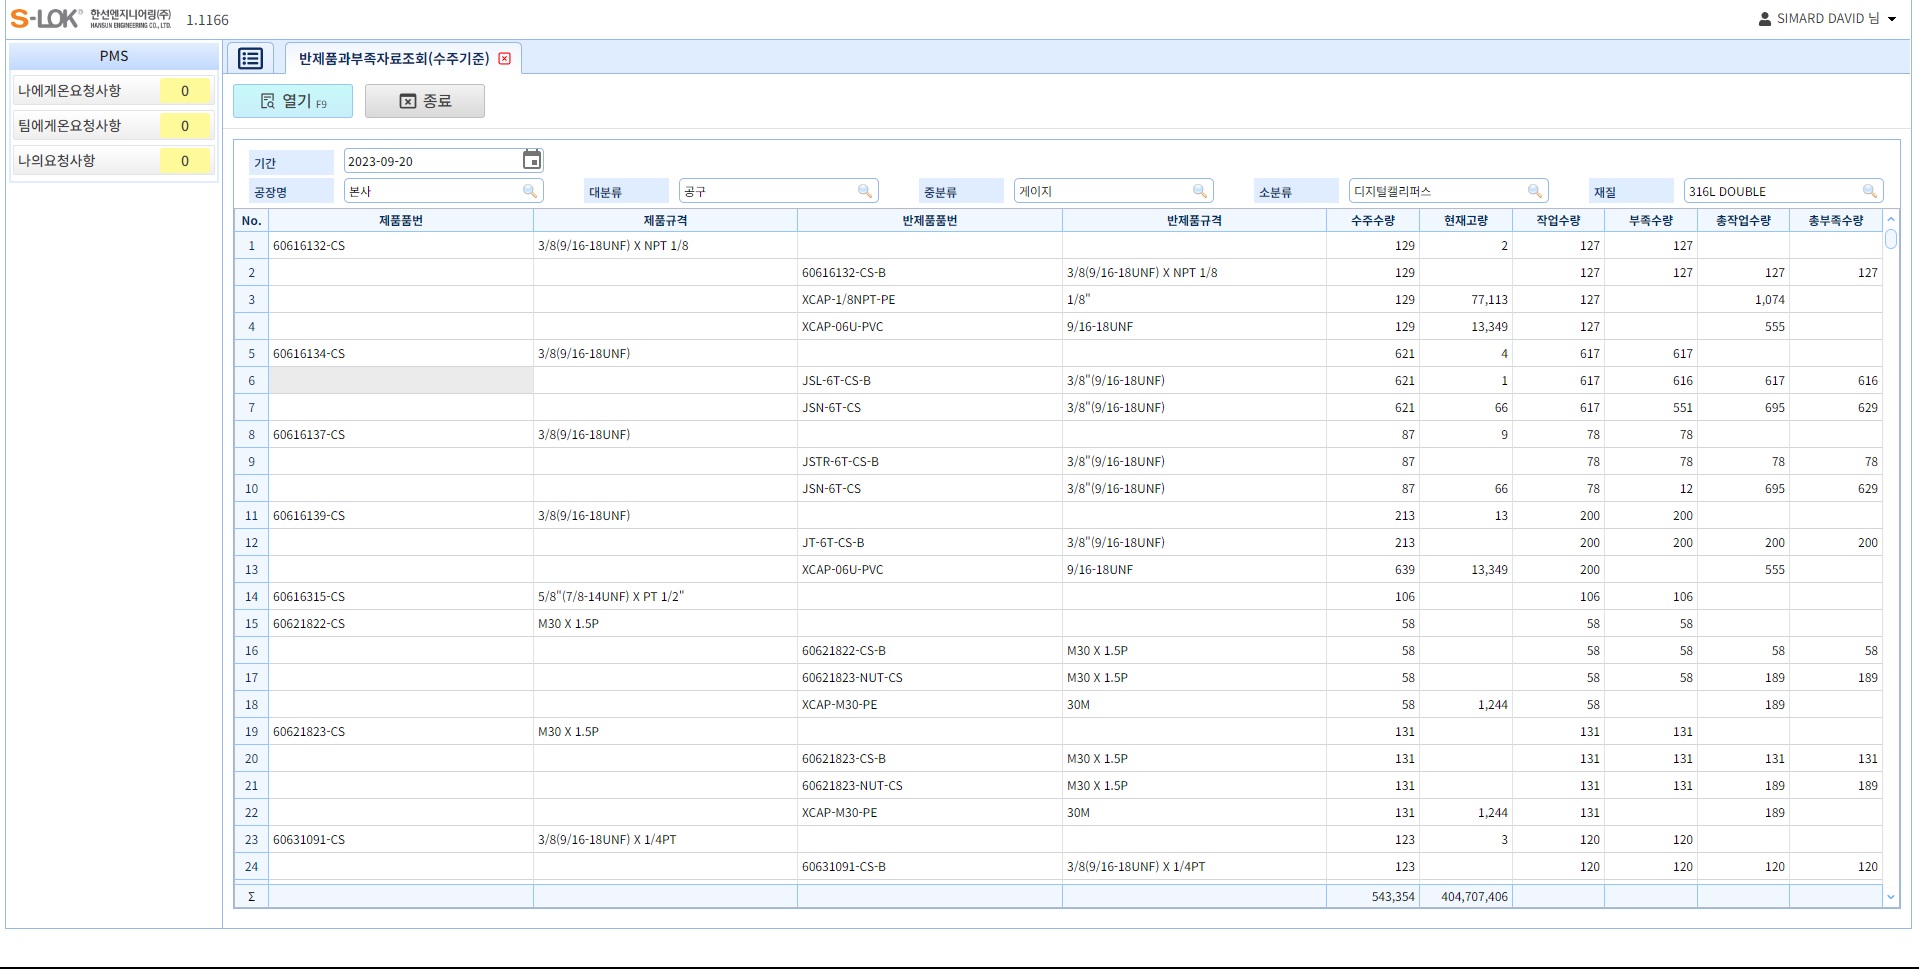 S-LOK® 한선엔지니어링(주) HANSUN ENGINEERING CO., LTD. 1.1166 SIMARD DAVID 님
PMS
나에게온요청사항 0
팀에게온요청사항 0
나의요청사항 0
반제품과부족자료조회(수주기준)
열기 F9 종료
기간 2023-09-20
공장명 본사 대분류 공구 중분류 게이지 소분류 디지털캘리퍼스 재질 316L DOUBLE
No. 제품품번 제품규격 반제품품번 반제품규격 수주수량 현재고량 작업수량 부족수량 총작업수량 총부족수량
1 60616132-CS 3/8(9/16-18UNF) X NPT 1/8 129 2 127 127
2 60616132-CS-B 3/8(9/16-18UNF) X NPT 1/8 129 127 127 127 127
3 XCAP-1/8NPT-PE 1/8" 129 77,113 127 1,074
4 XCAP-06U-PVC 9/16-18UNF 129 13,349 127 555
5 60616134-CS 3/8(9/16-18UNF) 621 4 617 617
6 JSL-6T-CS-B 3/8"(9/16-18UNF) 621 1 617 616 617 616
7 JSN-6T-CS 3/8"(9/16-18UNF) 621 66 617 551 695 629
8 60616137-CS 3/8(9/16-18UNF) 87 9 78 78
9 JSTR-6T-CS-B 3/8"(9/16-18UNF) 87 78 78 78 78
10 JSN-6T-CS 3/8"(9/16-18UNF) 87 66 78 12 695 629
11 60616139-CS 3/8(9/16-18UNF) 213 13 200 200
12 JT-6T-CS-B 3/8"(9/16-18UNF) 213 200 200 200 200
13 XCAP-06U-PVC 9/16-18UNF 639 13,349 200 555
14 60616315-CS 5/8"(7/8-14UNF) X PT 1/2" 106 106 106
15 60621822-CS M30 X 1.5P 58 58 58
16 60621822-CS-B M30 X 1.5P 58 58 58 58 58
17 60621823-NUT-CS M30 X 1.5P 58 58 58 189 189
18 XCAP-M30-PE 30M 58 1,244 58 189
19 60621823-CS M30 X 1.5P 131 131 131
20 60621823-CS-B M30 X 1.5P 131 131 131 131 131
21 60621823-NUT-CS M30 X 1.5P 131 131 131 189 189
22 XCAP-M30-PE 30M 131 1,244 131 189
23 60631091-CS 3/8(9/16-18UNF) X 1/4PT 123 3 120 120
24 60631091-CS-B 3/8(9/16-18UNF) X 1/4PT 123 120 120 120 120
Σ 543,354 404,707,406